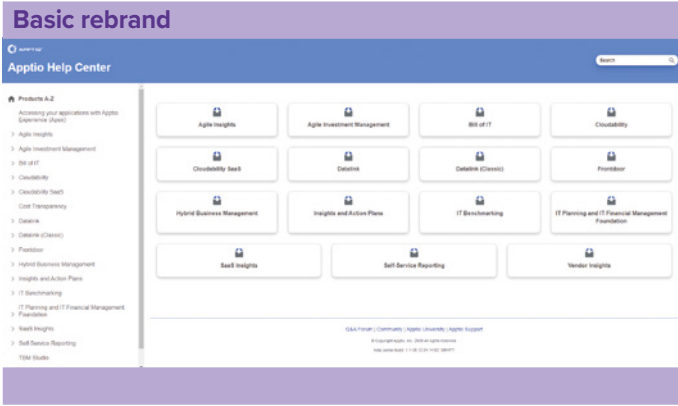 Basic rebrand
APPTIO
Apptio Help Center
Search
Products A-Z
Accessing your applications with Apptio
Experience (Apex)
Agile Insights
Agile Investment Management
Bill of IT
Cloudability
Cloudability SaaS
Cost Transparency
Datalink
Datalink (Classic)
Frontdoor
Hybrid Business Management
Insights and Action Plans
IT Benchmarking
IT Planning and IT Financial Management
Foundation
SaaS Insights
Self-Service Reporting
TBM Studio
Agile Insights
Agile Investment Management
Bill of IT
Cloudability
Cloudability SaaS
Datalink
Datalink (Classic)
Frontdoor
Hybrid Business Management
Insights and Action Plans
IT Benchmarking
IT Planning and IT Financial Management
Foundation
SaaS Insights
Self-Service Reporting
Vendor Insights
Q&A Forum | Community | Apptio University | Apptio Support